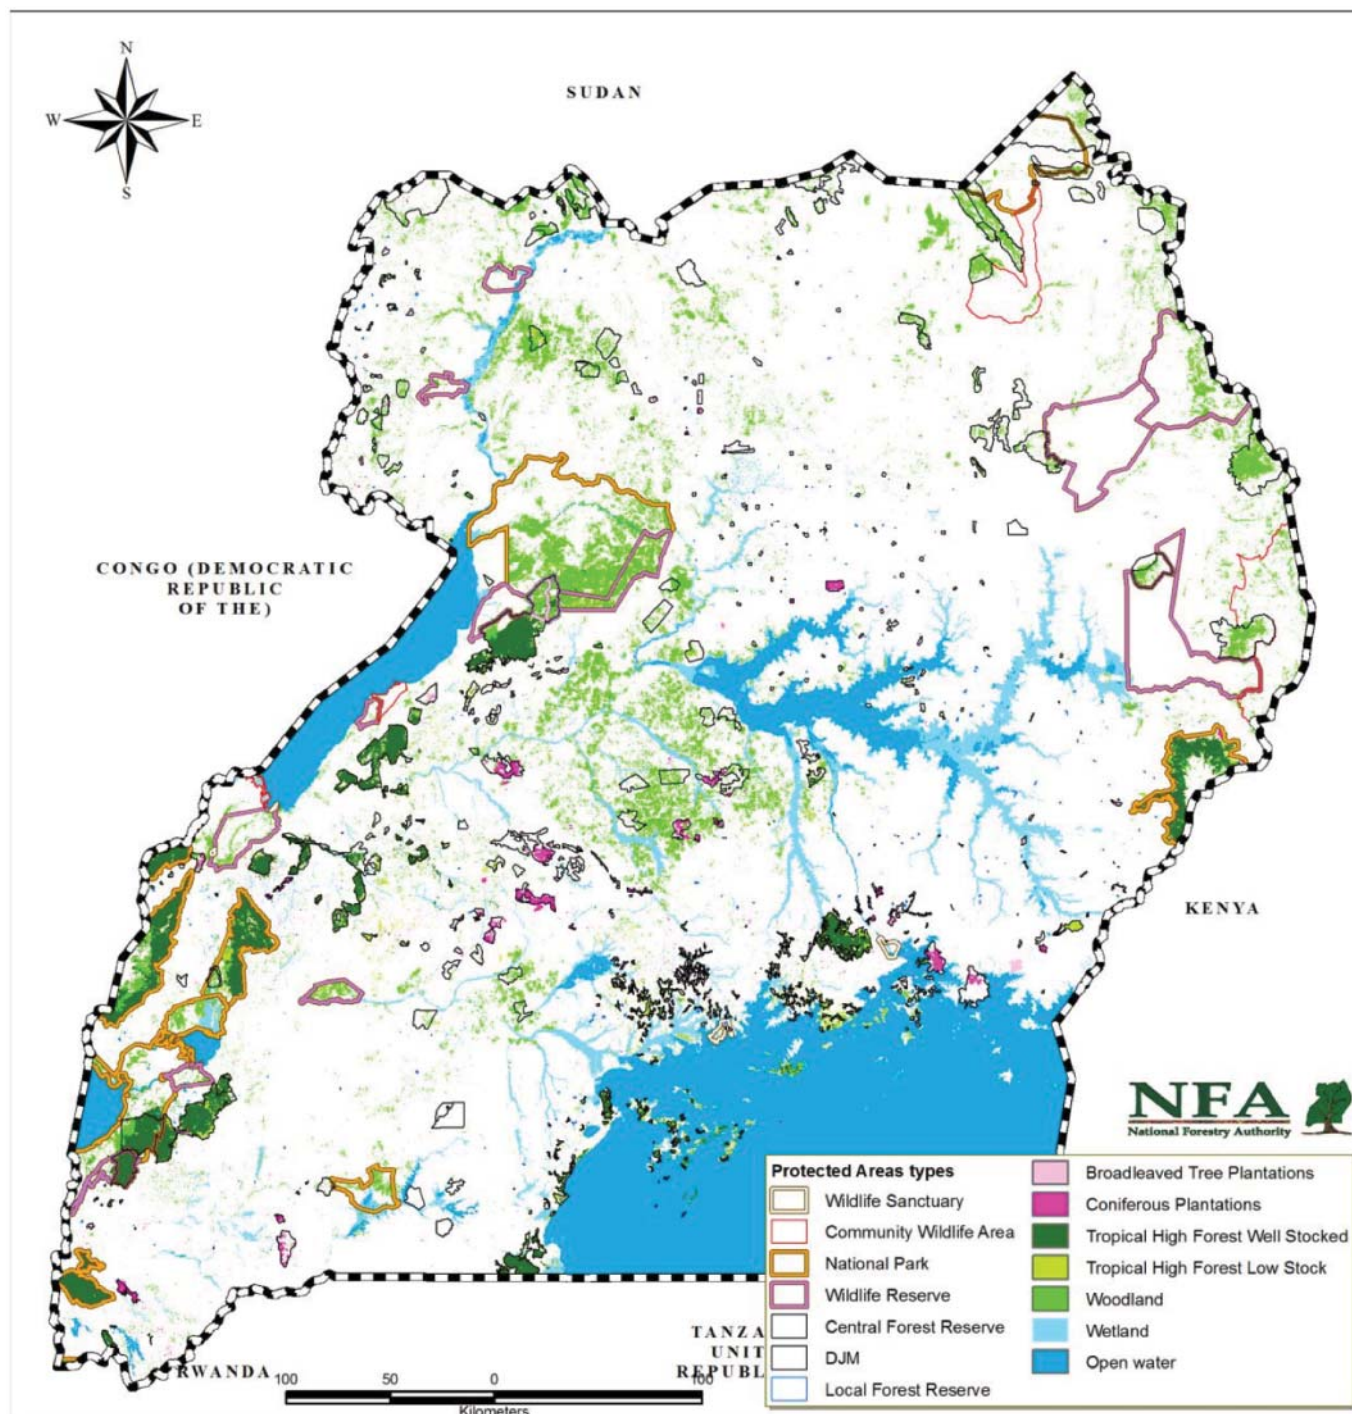 N
W
E
S
SUDAN
CONGO (DEMOCRATIC
REPUBLIC
OF THE)
KENYA
NFA
National Forestry Authority
Protected Areas types
Wildlife Sanctuary
Community Wildlife Area
National Park
Wildlife Reserve
Central Forest Reserve
DJM
Local Forest Reserve
Broadleaved Tree Plantations
Coniferous Plantations
Tropical High Forest Well Stocked
Tropical High Forest Low Stock
Woodland
Wetland
Open water
TANZA
UNIT
REPUBL
RWANDA
100 50 0 100
Kilometers